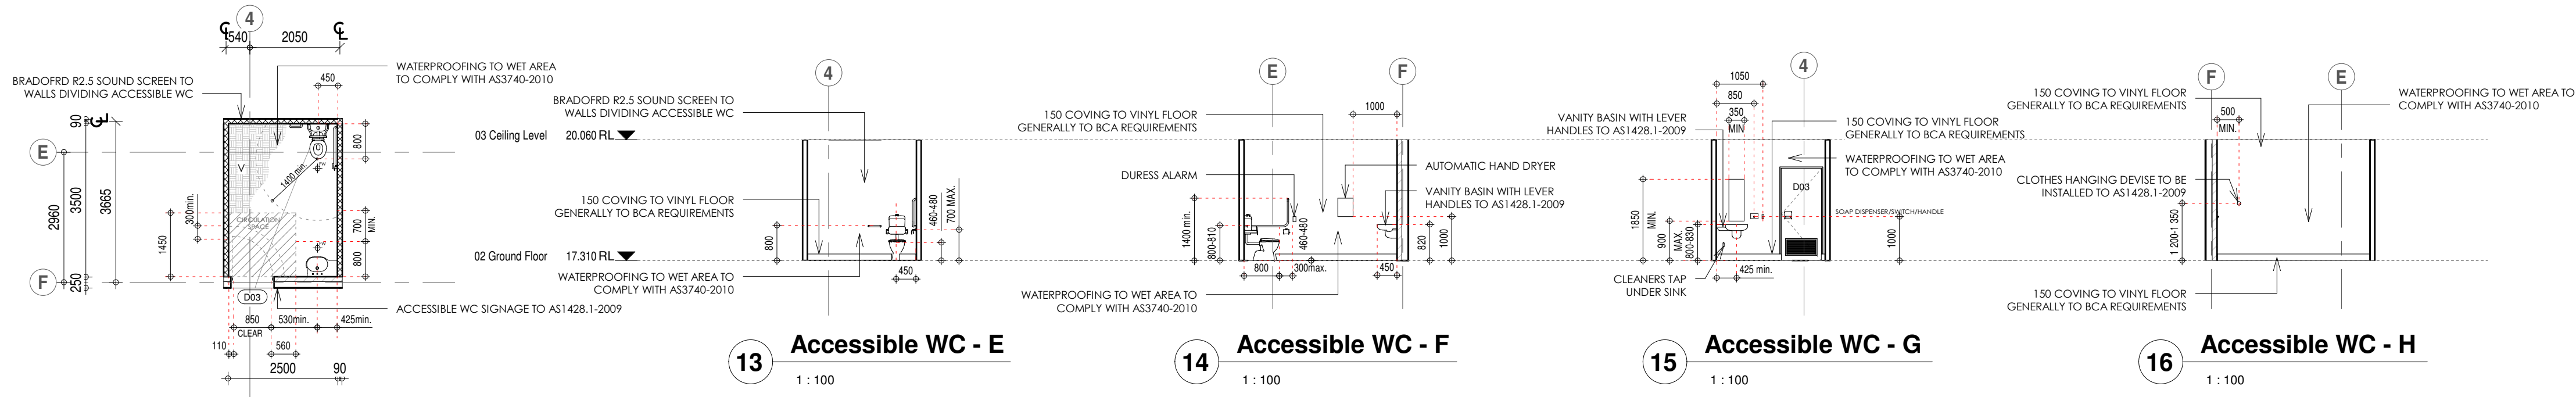 4
540
2050
450
BRADOFRD R2.5 SOUND SCREEN TO
WALLS DIVIDING ACCESSIBLE WC
WATERPROOFING TO WET AREA
TO COMPLY WITH AS3740-2010
90
E
2960
3500
3665
250
F
V
1400 min.
FW
800
300min.
1450
CIRCULATION
SPACE
700
MIN.
FW
800
D03
ACCESSIBLE WC SIGNAGE TO AS1428.1-2009
850
CLEAR
530min.
425min.
110
560
2500
90
4
BRADOFRD R2.5 SOUND SCREEN TO
WALLS DIVIDING ACCESSIBLE WC
03 Ceiling Level 20.060 RL
150 COVING TO VINYL FLOOR
GENERALLY TO BCA REQUIREMENTS
800
460-480
700 MAX.
02 Ground Floor 17.310 RL
450
WATERPROOFING TO WET AREA TO
COMPLY WITH AS3740-2010
13
Accessible WC - E
1 : 100
E
F
1000
150 COVING TO VINYL FLOOR
GENERALLY TO BCA REQUIREMENTS
DURESS ALARM
AUTOMATIC HAND DRYER
VANITY BASIN WITH LEVER
HANDLES TO AS1428.1-2009
1400 min.
800-810
460-480
820
1000
800
300max.
450
WATERPROOFING TO WET AREA TO
COMPLY WITH AS3740-2010
14
Accessible WC - F
1 : 100
4
1050
850
350
MIN
VANITY BASIN WITH LEVER
HANDLES TO AS1428.1-2009
150 COVING TO VINYL FLOOR
GENERALLY TO BCA REQUIREMENTS
WATERPROOFING TO WET AREA
TO COMPLY WITH AS3740-2010
D03
SOAP DISPENSER/SWITCH/HANDLE
1850
MIN.
900
MAX.
800-830
1000
425 min.
CLEANERS TAP
UNDER SINK
15
Accessible WC - G
1 : 100
F
E
150 COVING TO VINYL FLOOR
GENERALLY TO BCA REQUIREMENTS
500
MIN.
WATERPROOFING TO WET AREA TO
COMPLY WITH AS3740-2010
CLOTHES HANGING DEVISE TO BE
INSTALLED TO AS1428.1-2009
1 200-1 350
150 COVING TO VINYL FLOOR
GENERALLY TO BCA REQUIREMENTS
16
Accessible WC - H
1 : 100